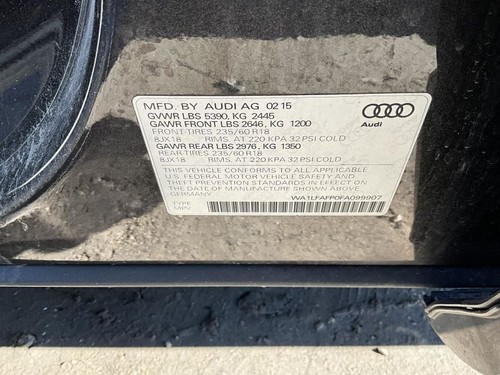 MFD. BY AUDI AG 02 15
GVWR LBS 5390, KG 2445
GAWR FRONT LBS 2646, KG 1200
FRONT-TIRES 235/60 R18
8JX18 RIMS, AT 220 KPA 32 PSI COLD
GAWR REAR LBS 2976, KG 1350
REAR-TIRES 235/60 R18
8JX18 RIMS, AT 220 KPA 32 PSI COLD
THIS VEHICLE CONFORMS TO ALL APPLICABLE
U.S. FEDERAL MOTOR VEHICLE SAFETY AND
THEFT PREVENTION STANDARDS IN EFFECT ON
THE DATE OF MANUFACTURE SHOWN ABOVE
GERMANY
WA1LFAFP0FA099907
TYPE
MPV
Audi